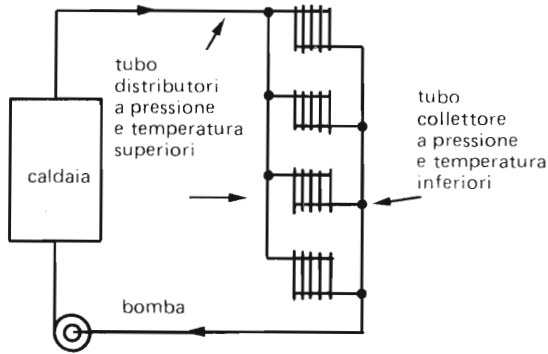 tubo
distributori
a pressione
e temperatura
superiori
caldaia
tubo
collettore
a pressione
e temperatura
inferiori
bomba